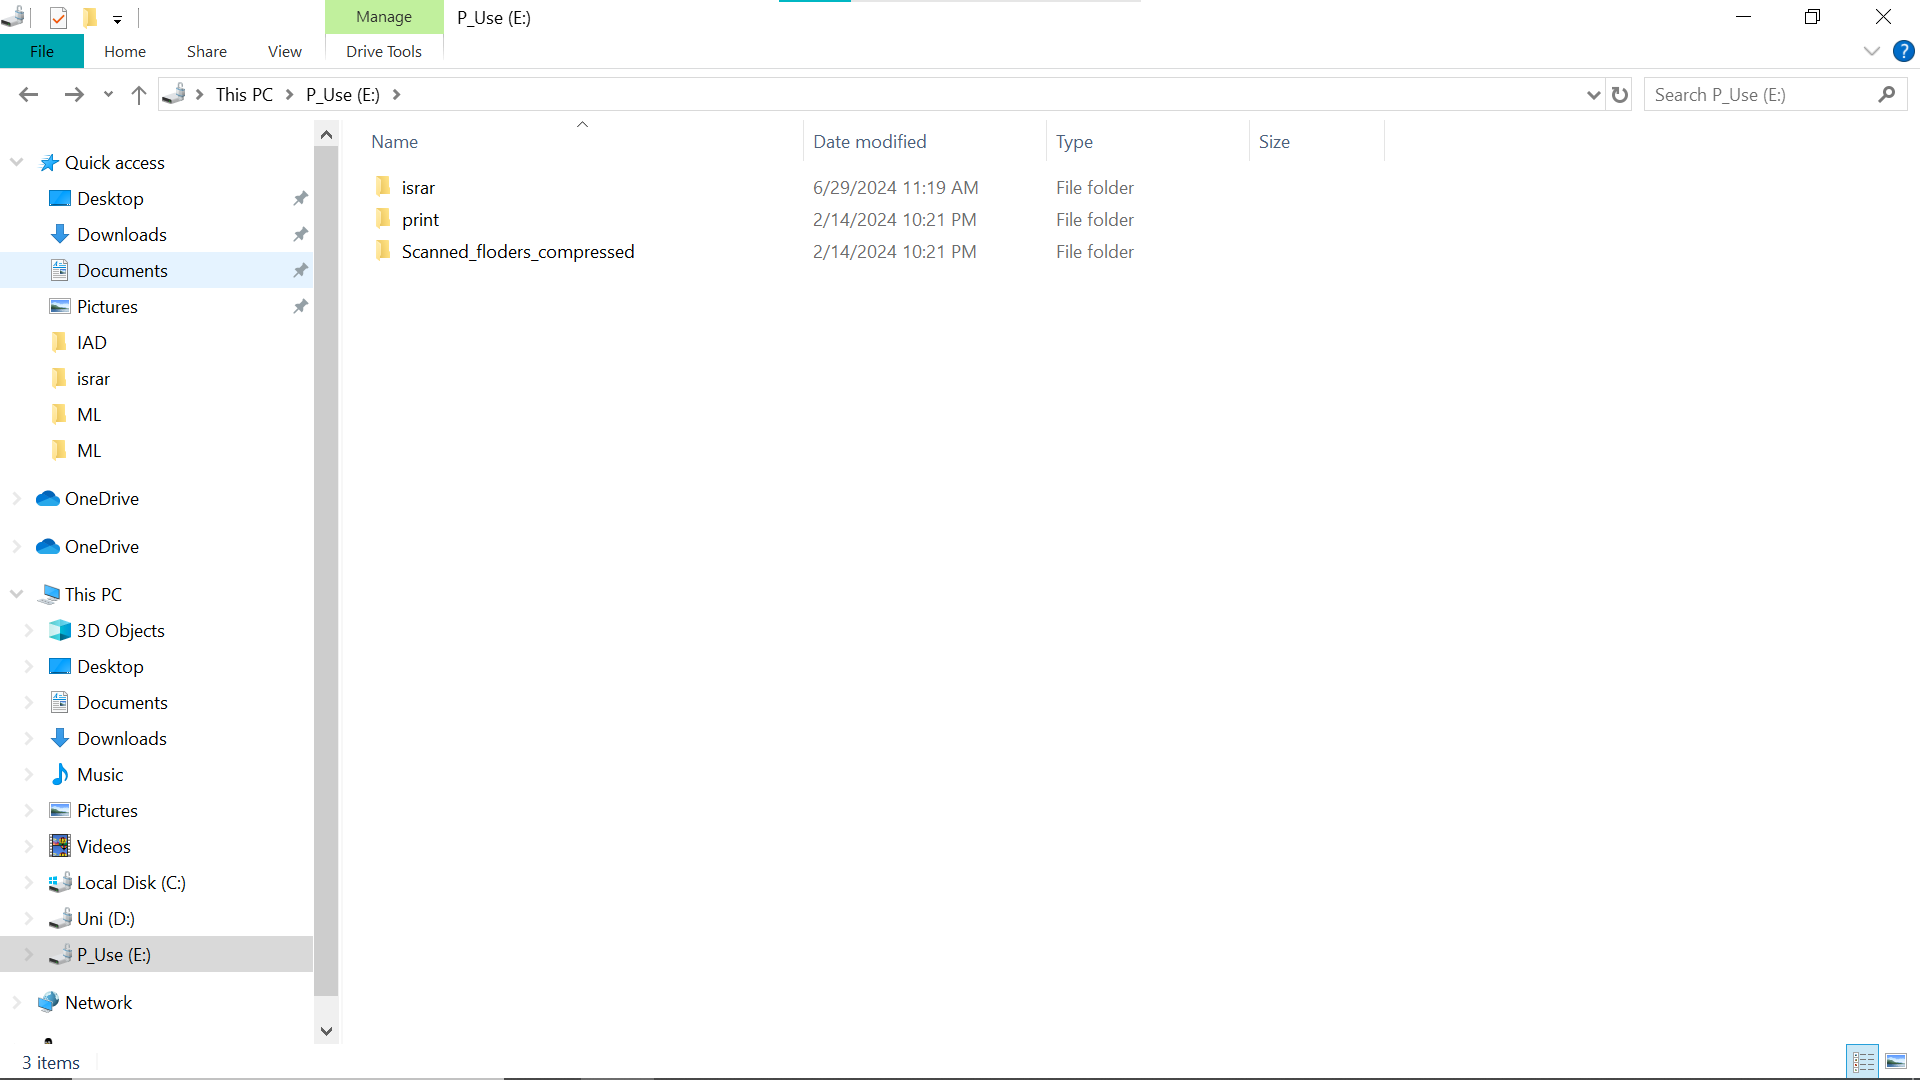 Manage
P_Use (E:)
File
Home
Share
View
Drive Tools
?
This PC
P_Use (E:)
Search P_Use (E:)
Name
Date modified
Type
Size
israr
6/29/2024 11:19 AM
File folder
print
2/14/2024 10:21 PM
File folder
Scanned_floders_compressed
2/14/2024 10:21 PM
File folder
Quick access
Desktop
Downloads
Documents
Pictures
IAD
israr
ML
ML
OneDrive
OneDrive
This PC
3D Objects
Desktop
Documents
Downloads
Music
Pictures
Videos
Local Disk (C:)
Uni (D:)
P_Use (E:)
Network
3 items